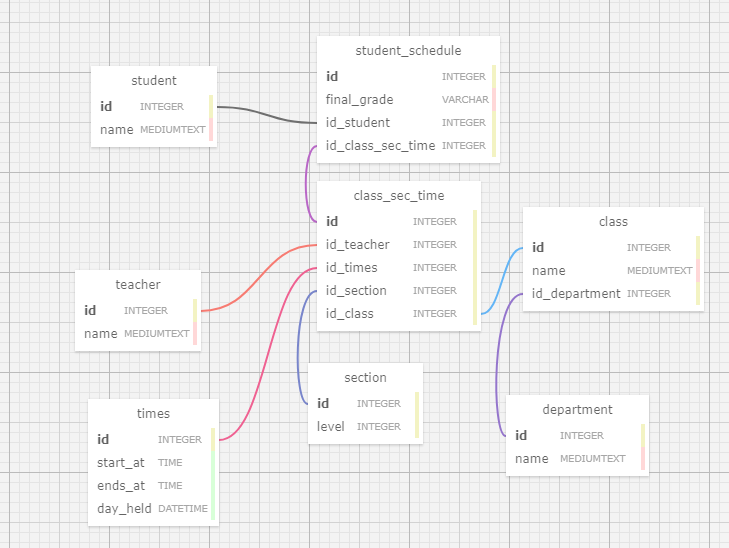 student
id INTEGER
name MEDIUMTEXT
student_schedule
id INTEGER
final_grade VARCHAR
id_student INTEGER
id_class_sec_time INTEGER
class_sec_time
id INTEGER
id_teacher INTEGER
id_times INTEGER
id_section INTEGER
id_class INTEGER
class
id INTEGER
name MEDIUMTEXT
id_department INTEGER
teacher
id INTEGER
name MEDIUMTEXT
section
id INTEGER
level INTEGER
times
id INTEGER
start_at TIME
ends_at TIME
day_held DATETIME
department
id INTEGER
name MEDIUMTEXT